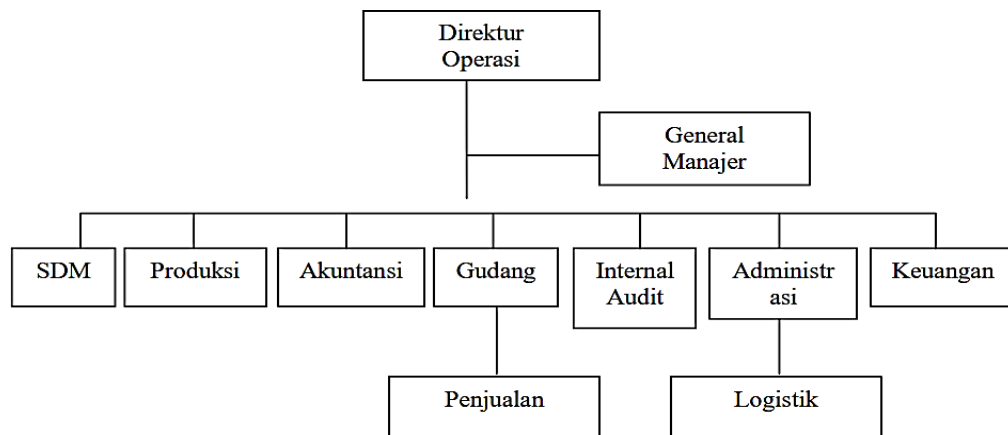 Direktur
Operasi
General
Manajer
SDM
Produksi
Akuntansi
Gudang
Internal
Audit
Administr
asi
Keuangan
Penjualan
Logistik